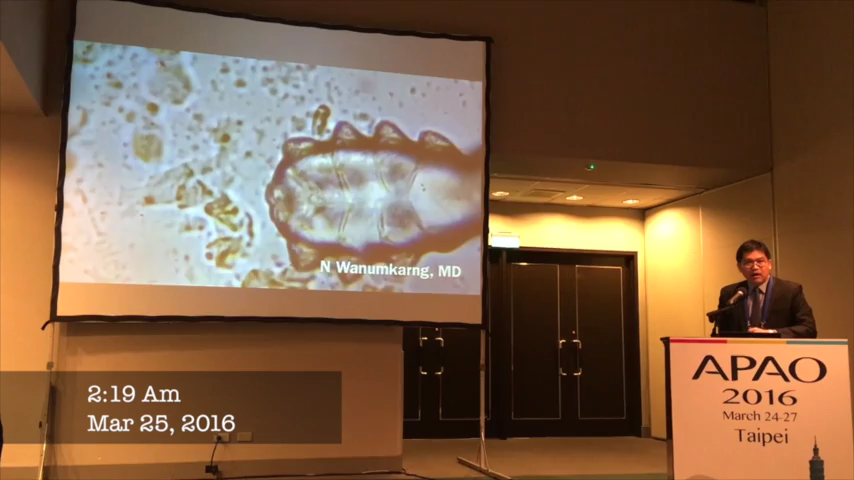 N Wanumkarng, MD
2:19 Am
Mar 25, 2016
APAO
2016
March 24-27
Taipei